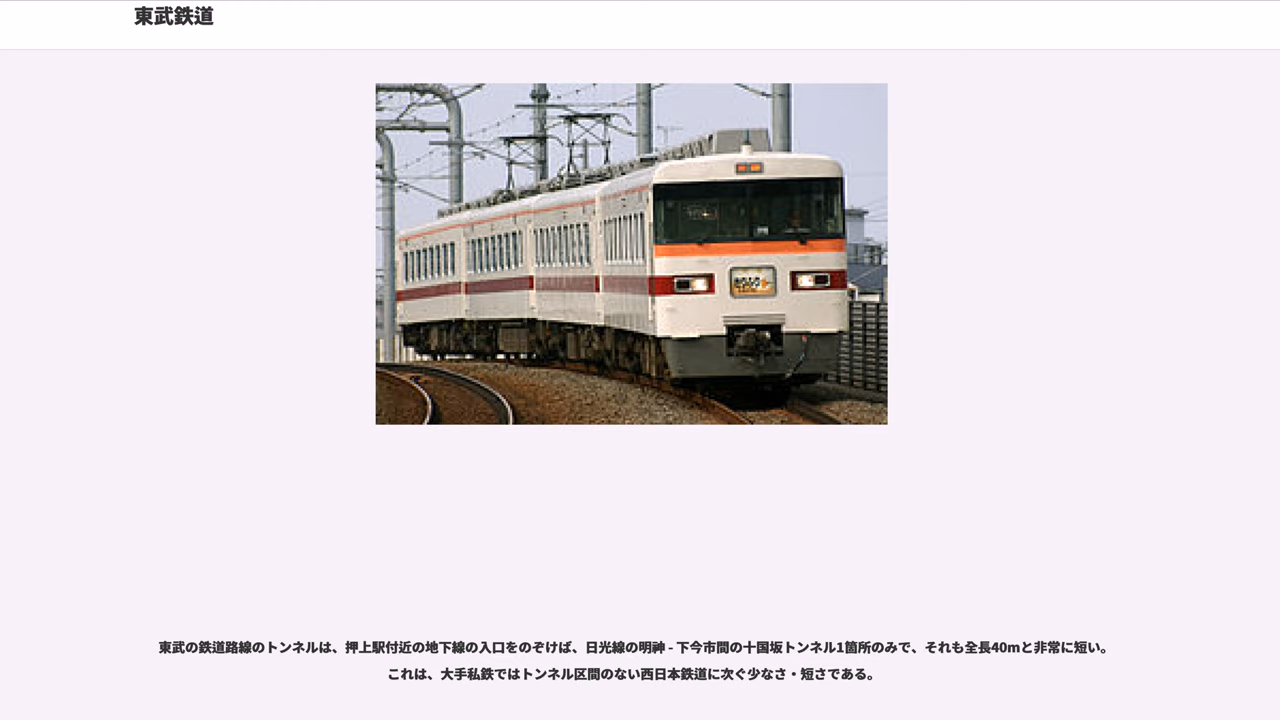 東武鉄道
東武の鉄道路線のトンネルは、押上駅付近の地下線の入口をのぞけば、日光線の明神 - 下今市間の十国坂トンネル1箇所のみで、それも全長40mと非常に短い。
これは、大手私鉄ではトンネル区間のない西日本鉄道に次ぐ少なさ・短さである。